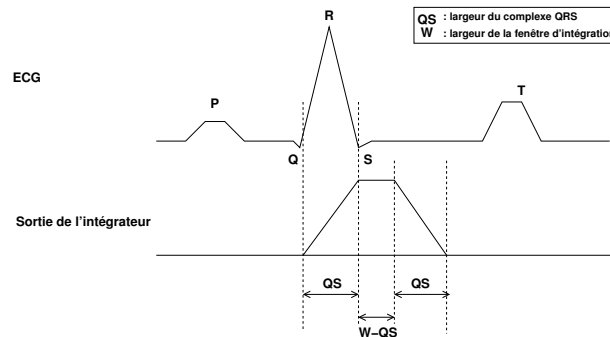 R
QS : largeur du complexe QRS
W : largeur de la fenêtre d'intégration
ECG
P
T
Q
S
Sortie de l'intégrateur
QS
QS
W−QS